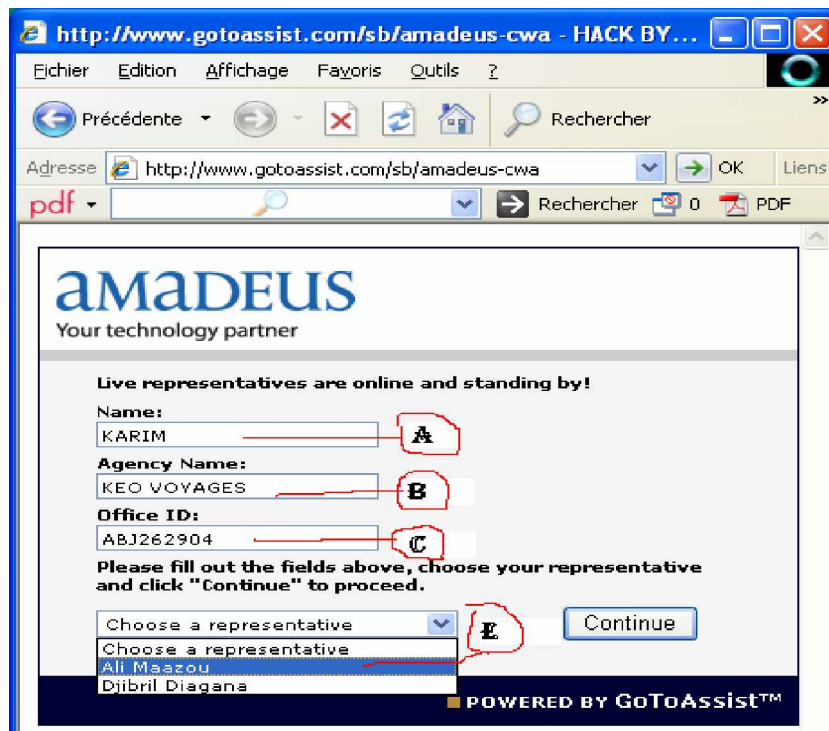 http://www.gotoassist.com/sb/amadeus-cwa - HACK BY...
Fichier Edition Affichage Favoris Outils ?
Précédente Rechercher »
Adresse http://www.gotoassist.com/sb/amadeus-cwa OK Liens
pdf Rechercher 0 PDF
amadeus
Your technology partner
Live representatives are online and standing by!
Name:
KARIM A
Agency Name:
KEO VOYAGES B
Office ID:
ABJ262904 C
Please fill out the fields above, choose your representative
and click "Continue" to proceed.
Choose a representative E Continue
Choose a representative
Ali Maazou
Djibril Diagana
POWERED BY GoToAssist™